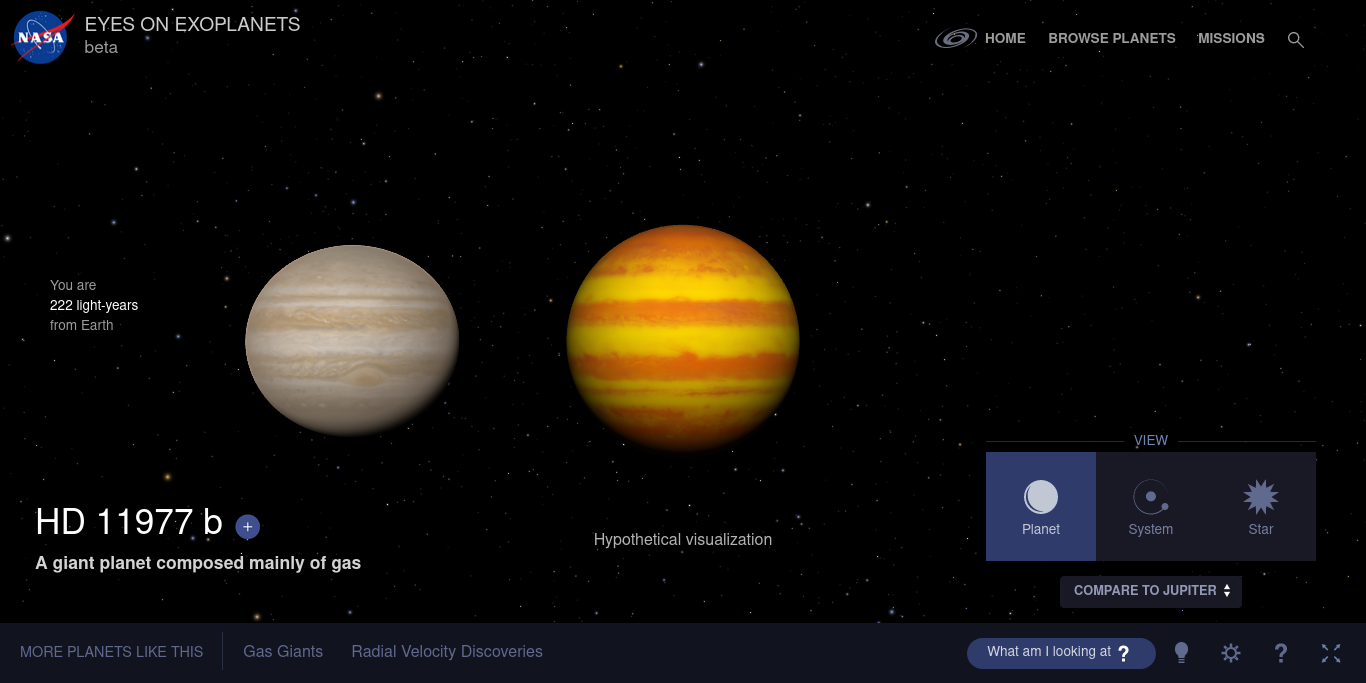 NASA
EYES ON EXOPLANETS
beta
HOME
BROWSE PLANETS
MISSIONS
You are
222 light-years
from Earth
HD 11977 b +
A giant planet composed mainly of gas
Hypothetical visualization
VIEW
Planet
System
Star
COMPARE TO JUPITER
MORE PLANETS LIKE THIS
Gas Giants
Radial Velocity Discoveries
What am I looking at ?
?